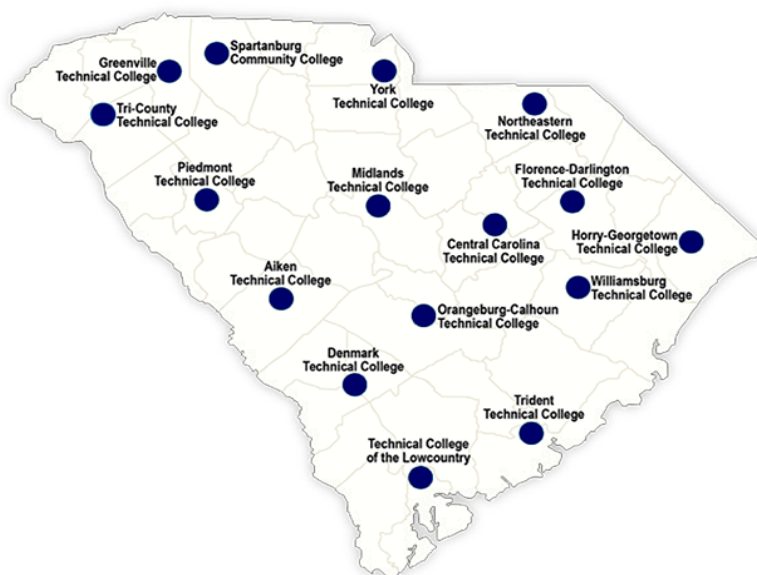 Spartanburg
Community College
Greenville
Technical College
York
Technical College
Tri-County
Technical College
Northeastern
Technical College
Piedmont
Technical College
Midlands
Technical College
Florence-Darlington
Technical College
Central Carolina
Technical College
Horry-Georgetown
Technical College
Aiken
Technical College
Williamsburg
Technical College
Orangeburg-Calhoun
Technical College
Denmark
Technical College
Trident
Technical College
Technical College
of the Lowcountry